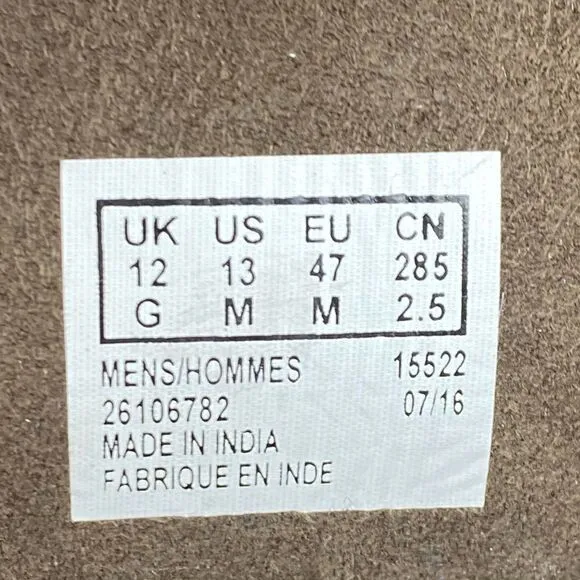 UK US EU CN
12 13 47 285
G M M 2.5
MENS/HOMMES 15522
26106782 07/16
MADE IN INDIA
FABRIQUE EN INDE